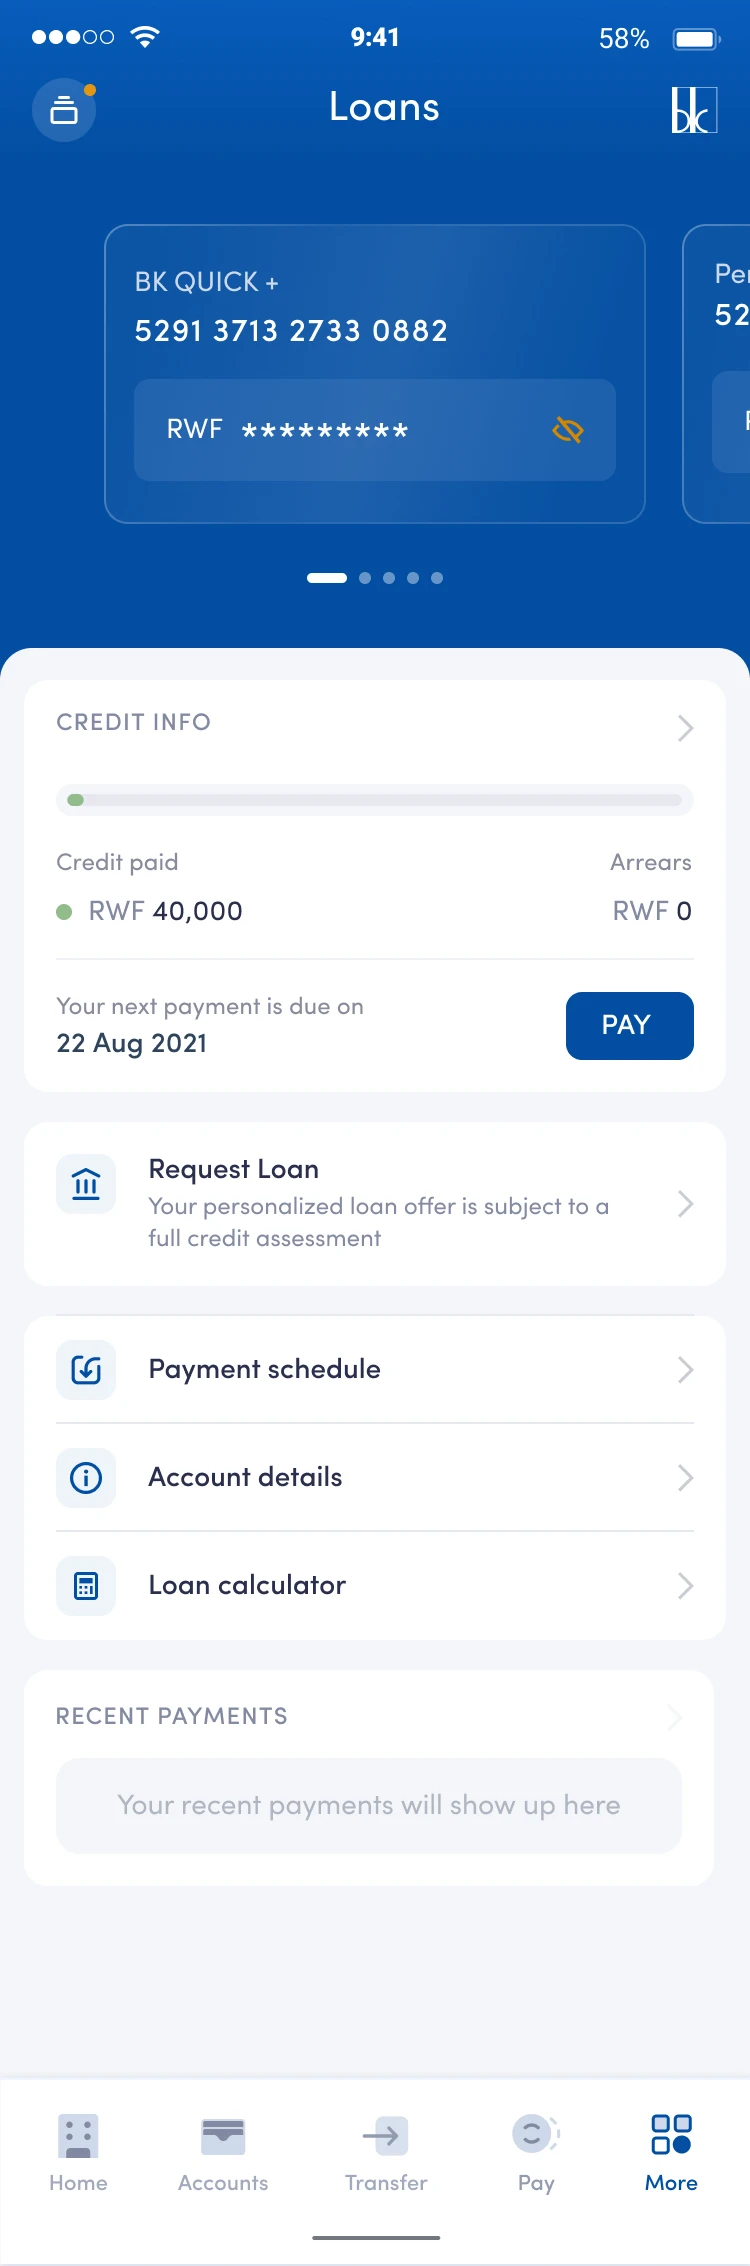 9:41
58%
Loans
bk
BK QUICK +
5291 3713 2733 0882
RWF *********
Per
52
CREDIT INFO
Credit paid
Arrears
RWF 40,000
RWF 0
Your next payment is due on
22 Aug 2021
PAY
Request Loan
Your personalized loan offer is subject to a
full credit assessment
Payment schedule
Account details
Loan calculator
RECENT PAYMENTS
Your recent payments will show up here
Home
Accounts
Transfer
Pay
More